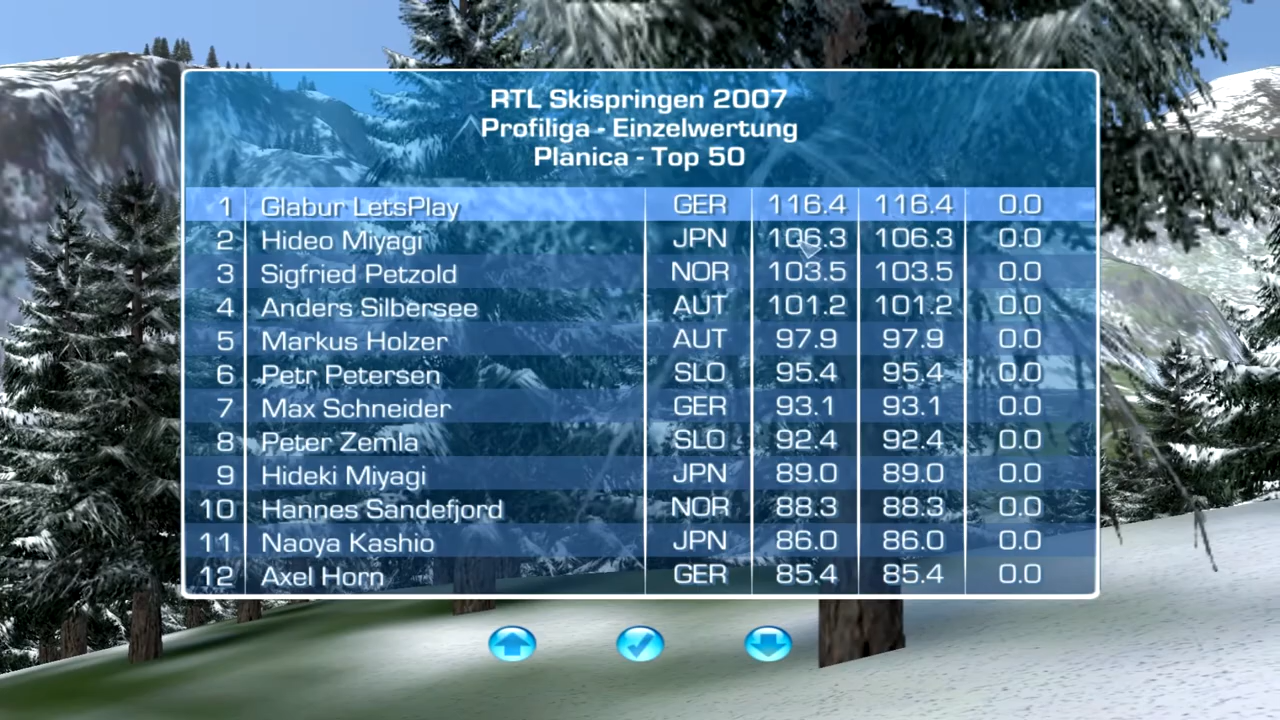 RTL Skispringen 2007
Profiliga - Einzelwertung
Planica - Top 50
1 Glabur LetsPlay GER 116.4 116.4 0.0
2 Hideo Miyagi JPN 106.3 106.3 0.0
3 Sigfried Petzold NOR 103.5 103.5 0.0
4 Anders Silbersee AUT 101.2 101.2 0.0
5 Markus Holzer AUT 97.9 97.9 0.0
6 Petr Petersen SLO 95.4 95.4 0.0
7 Max Schneider GER 93.1 93.1 0.0
8 Peter Zemla SLO 92.4 92.4 0.0
9 Hideki Miyagi JPN 89.0 89.0 0.0
10 Hannes Sandefjord NOR 88.3 88.3 0.0
11 Naoya Kashio JPN 86.0 86.0 0.0
12 Axel Horn GER 85.4 85.4 0.0